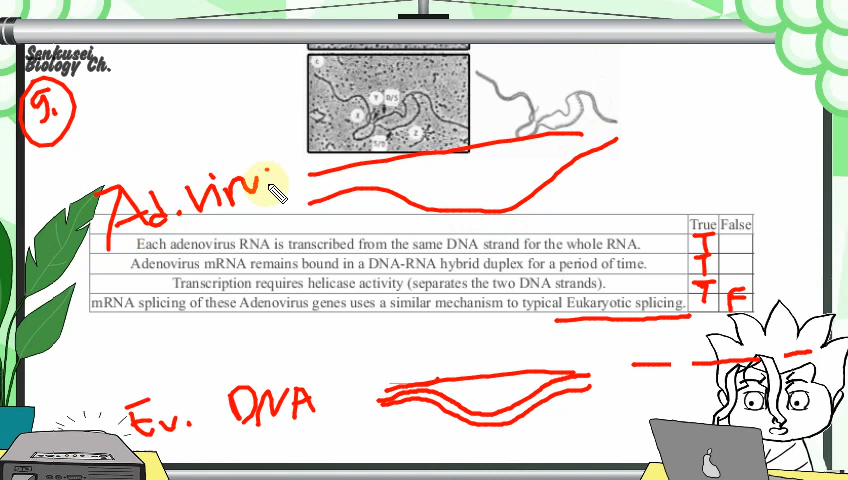 Senkusei
Biology Ch.
9.
C
Y
D/S
X
Z
S/D
Ad. Viru
True False
Each adenovirus RNA is transcribed from the same DNA strand for the whole RNA. T
Adenovirus mRNA remains bound in a DNA-RNA hybrid duplex for a period of time. T
Transcription requires helicase activity (separates the two DNA strands). T
mRNA splicing of these Adenovirus genes uses a similar mechanism to typical Eukaryotic splicing. F
Eu. DNA